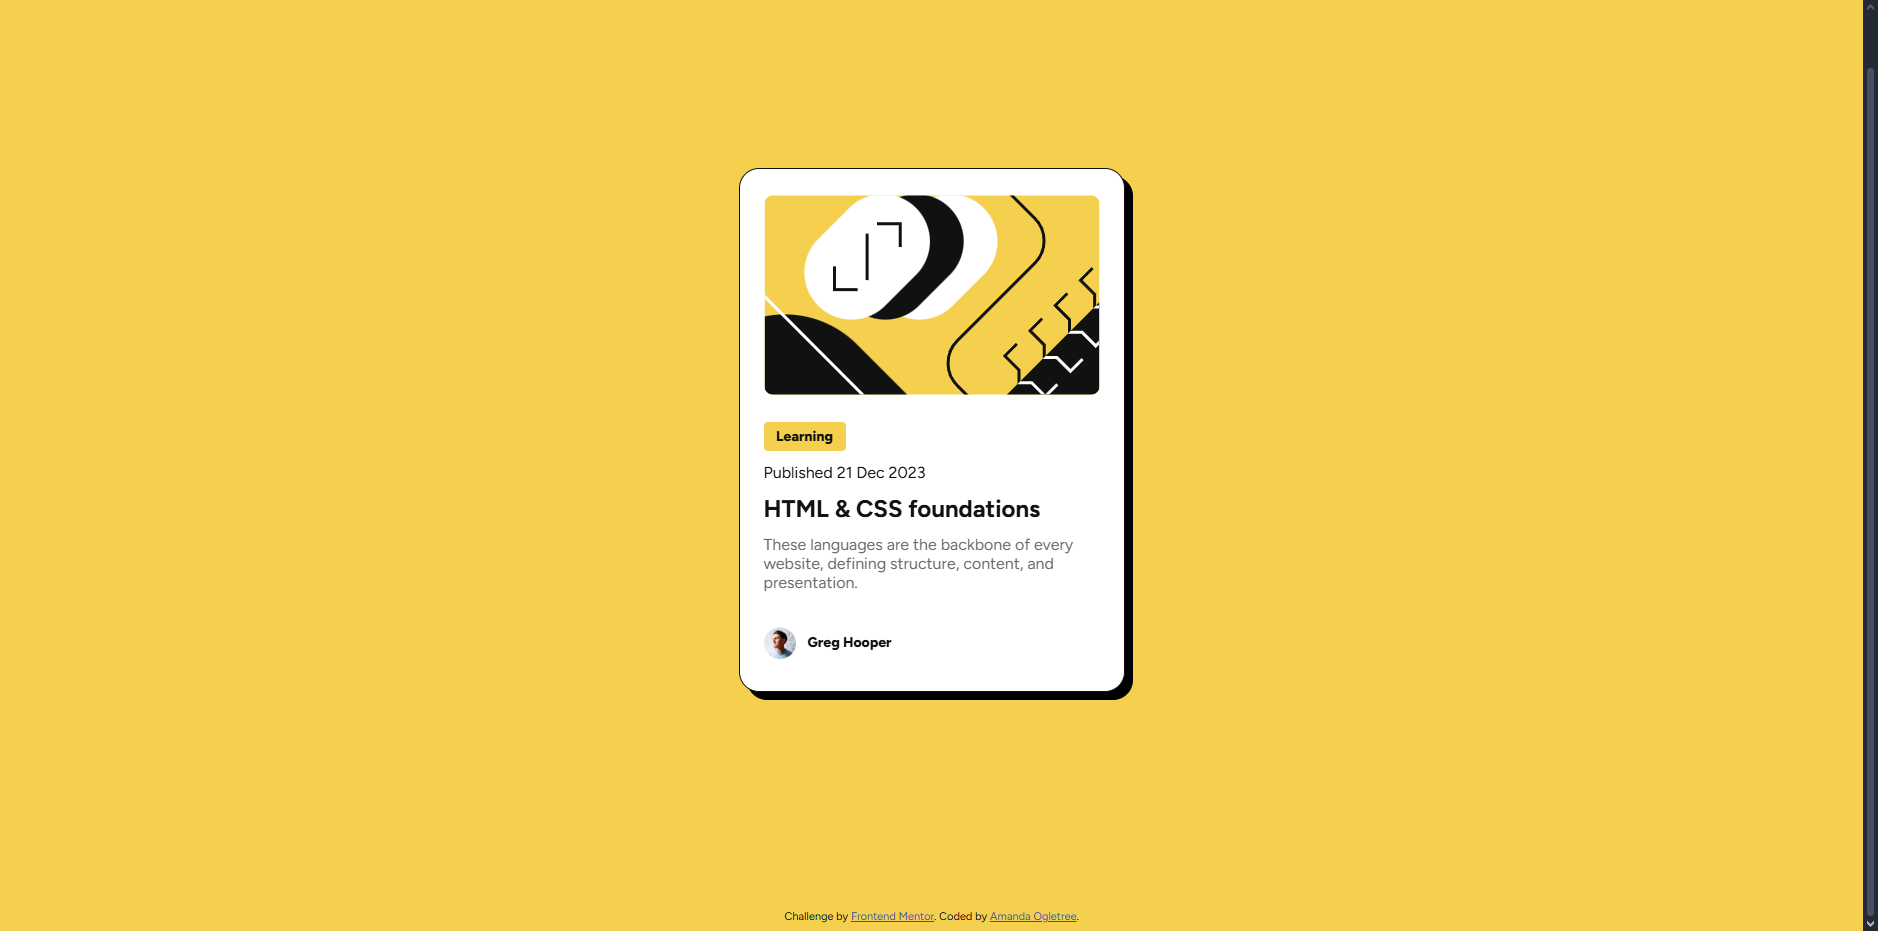 Learning
Published 21 Dec 2023
HTML & CSS foundations
These languages are the backbone of every
website, defining structure, content, and
presentation.
Greg Hooper
Challenge by Frontend Mentor. Coded by Amanda Ogletree.